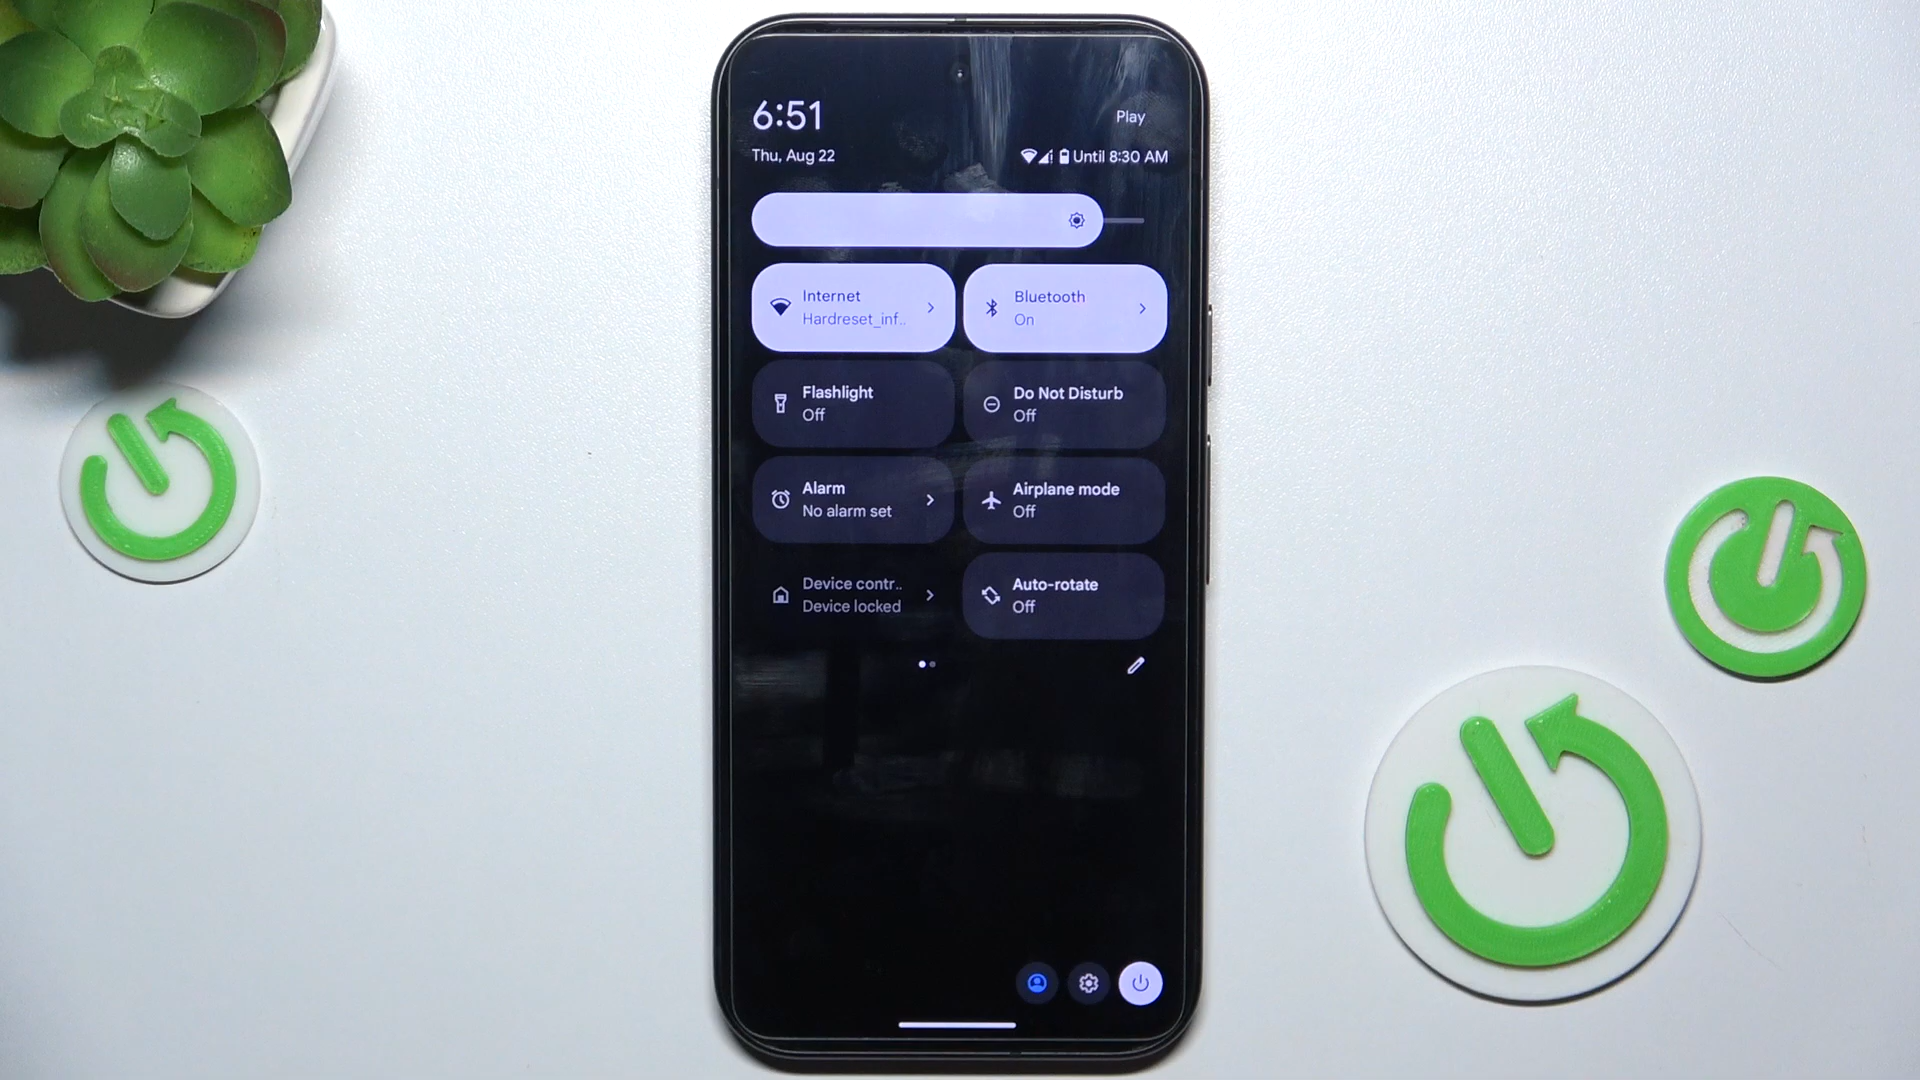 6:51
Play
Thu, Aug 22
Until 8:30 AM
Internet
Hardreset_inf..
Bluetooth
On
Flashlight
Off
Do Not Disturb
Off
Alarm
No alarm set
Airplane mode
Off
Device contr..
Device locked
Auto-rotate
Off